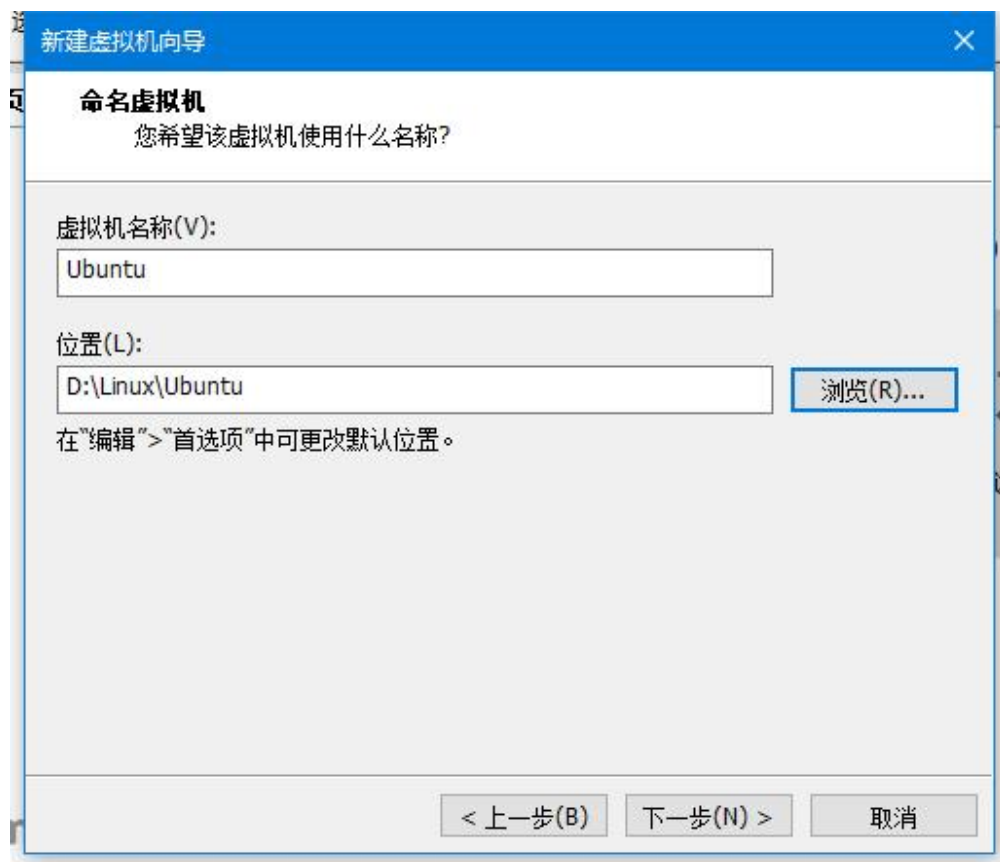 新建虚拟机向导
命名虚拟机
您希望该虚拟机使用什么名称?
虚拟机名称(V):
Ubuntu
位置(L):
D:\Linux\Ubuntu
浏览(R)...
在"编辑">"首选项"中可更改默认位置。
< 上一步(B)
下一步(N) >
取消